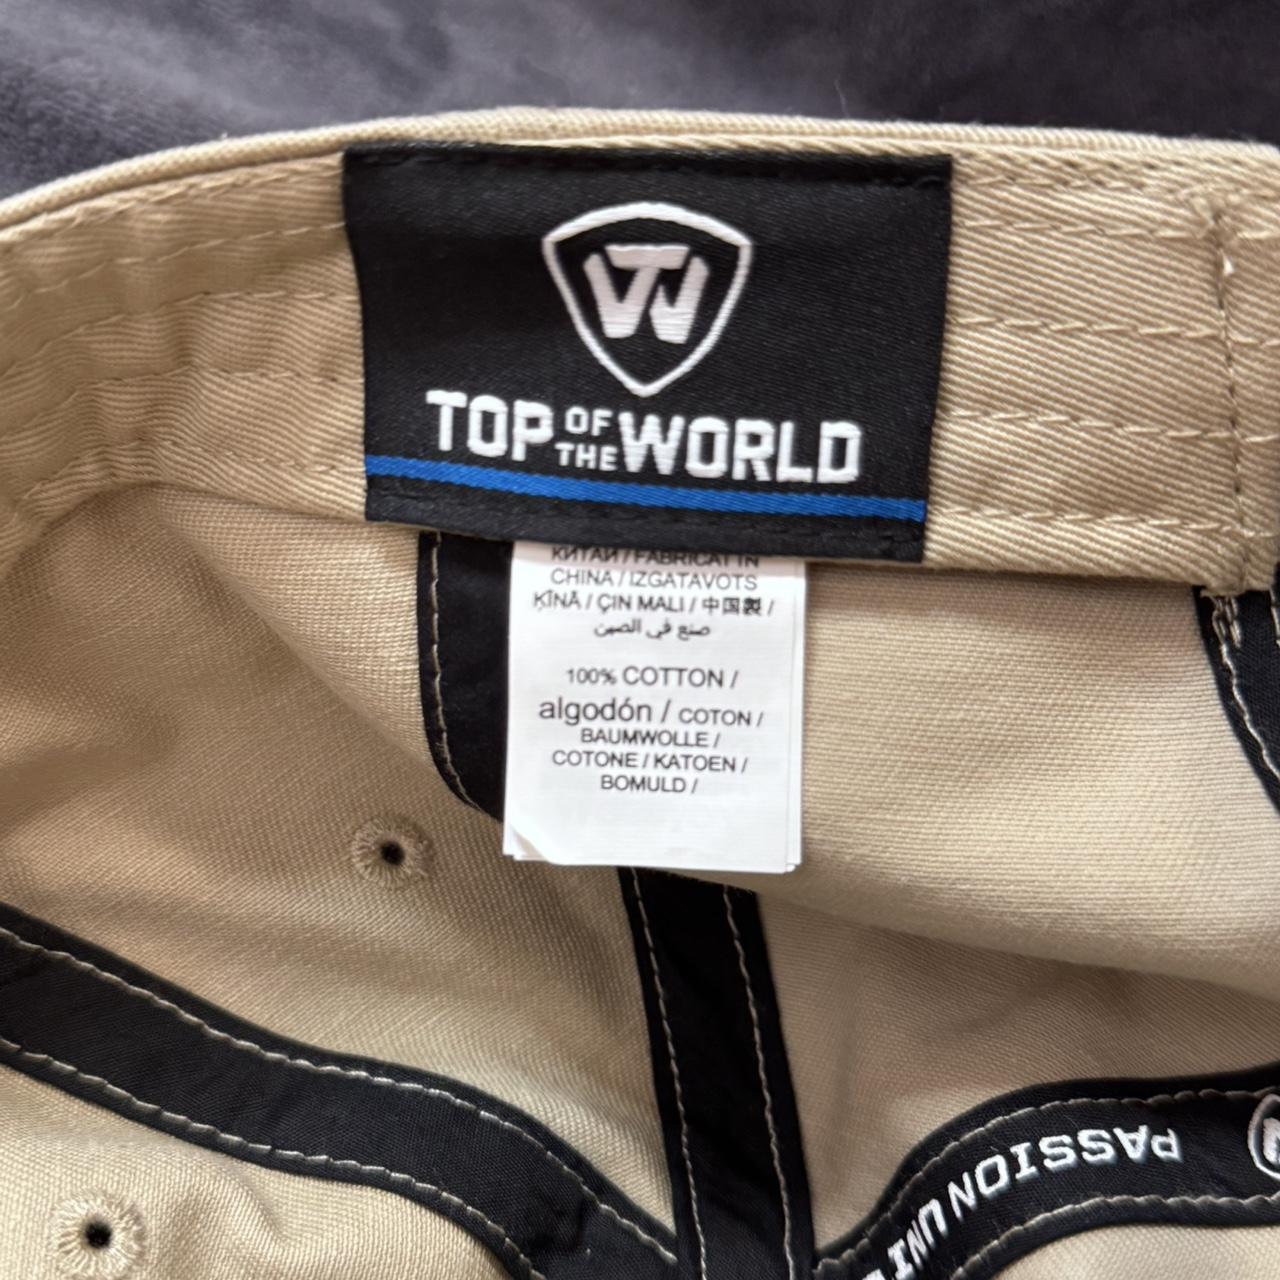 TW
TOP OF THE WORLD
КИТАЙ / FABRICAT IN
CHINA / IZGATAVOTS
ĶĪNĀ / ÇIN MALI / 中国製 /
صنع في الصين
100% COTTON /
algodón / COTON /
BAUMWOLLE /
COTONE / KATOEN /
BOMULD /
PASSION